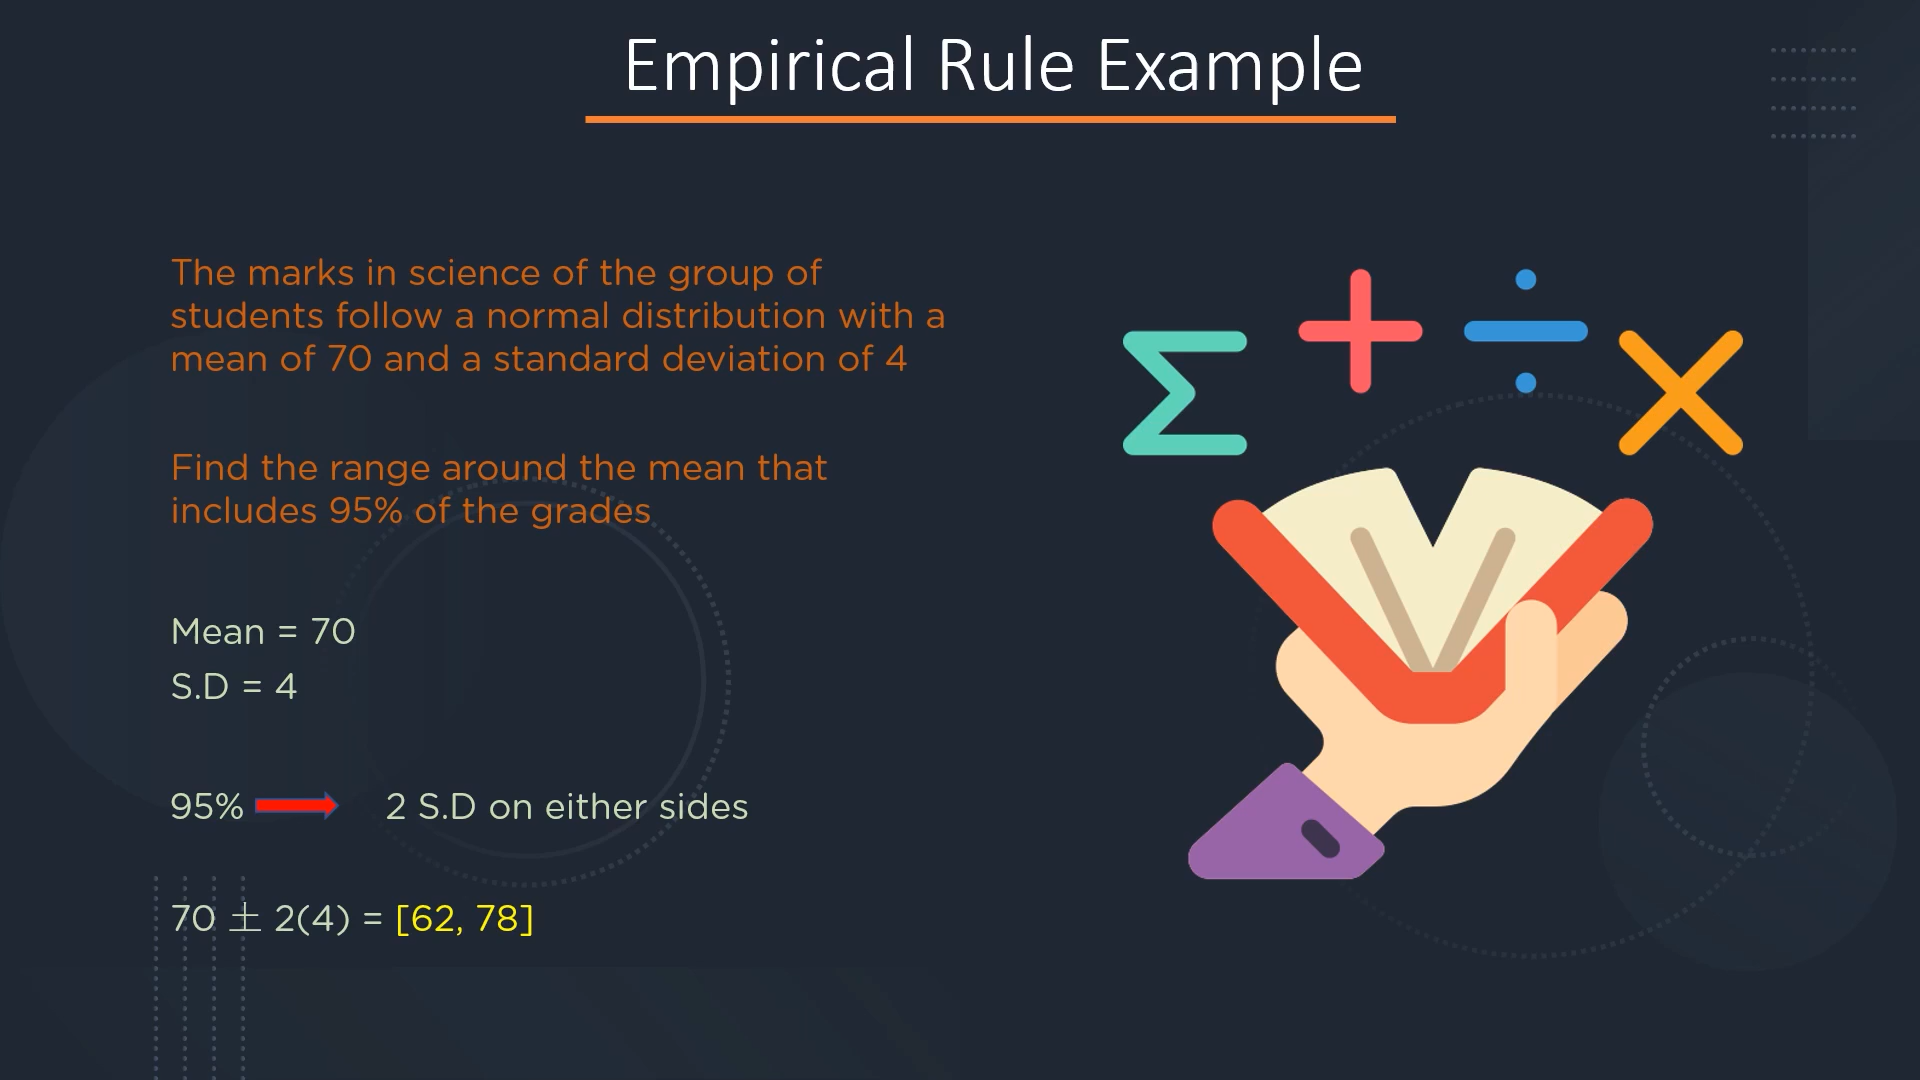 Empirical Rule Example
The marks in science of the group of
students follow a normal distribution with a
mean of 70 and a standard deviation of 4
Find the range around the mean that
includes 95% of the grades
Mean = 70
S.D = 4
95% 2 S.D on either sides
70 ± 2(4) = [62, 78]